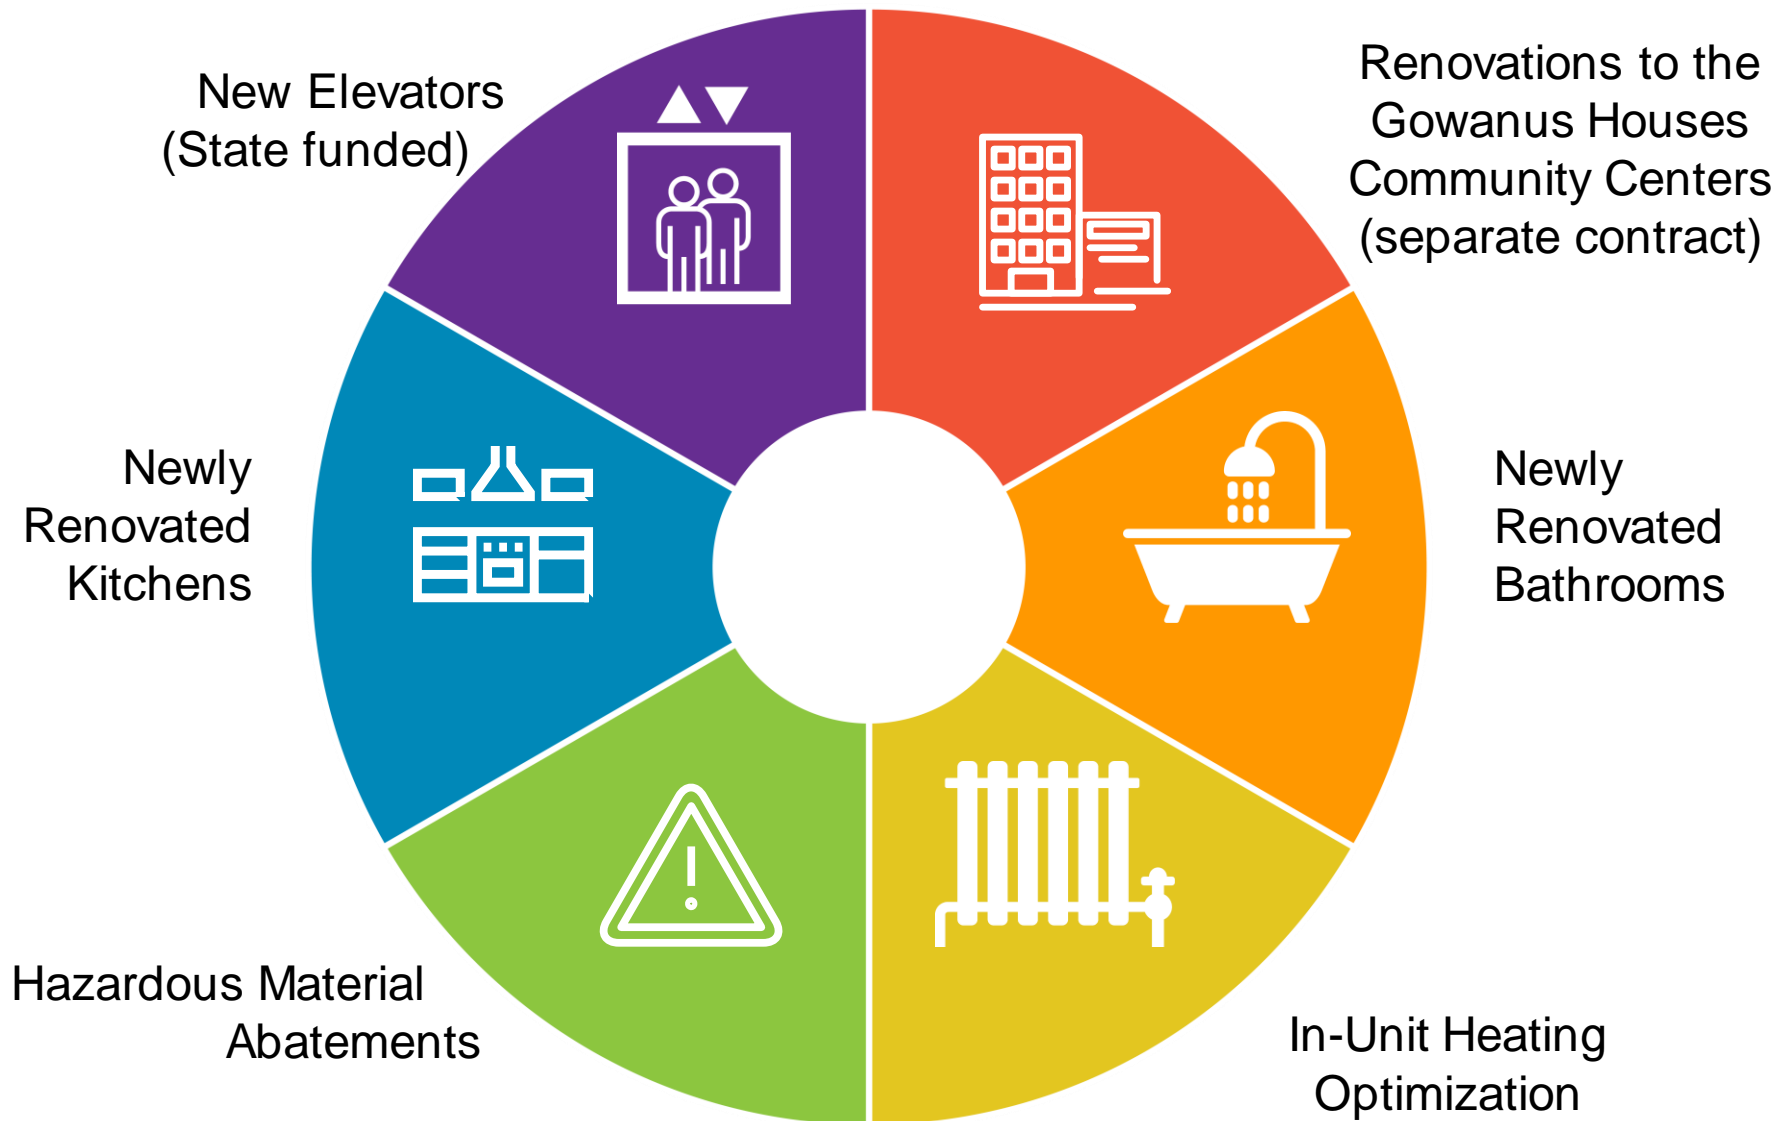 New Elevators
(State funded)
Renovations to the
Gowanus Houses
Community Centers
(separate contract)
Newly
Renovated
Kitchens
Newly
Renovated
Bathrooms
Hazardous Material
Abatements
In-Unit Heating
Optimization